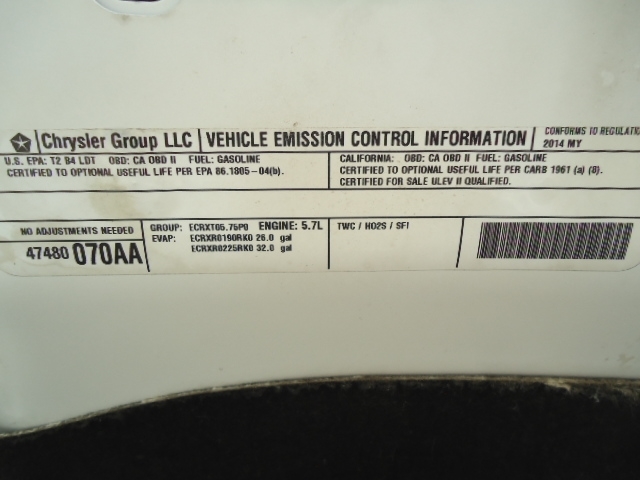 Chrysler Group LLC VEHICLE EMISSION CONTROL INFORMATION
CONFORMS TO REGULATIO
2014 MY
U.S. EPA: T2 B4 LDT OBD: CA OBD II FUEL: GASOLINE
CERTIFIED TO OPTIONAL USEFUL LIFE PER EPA 86.1805-04(b).
CALIFORNIA: OBD: CA OBD II FUEL: GASOLINE
CERTIFIED TO OPTIONAL USEFUL LIFE PER CARB 1961 (a) (8).
CERTIFIED FOR SALE ULEV II QUALIFIED.
NO ADJUSTMENTS NEEDED
47480 070AA
GROUP: ECRXT05.75P0 ENGINE: 5.7L
EVAP: ECRXR0190RK0 26.0 gal
ECRXR0225RK0 32.0 gal
TWC / HO2S / SFI